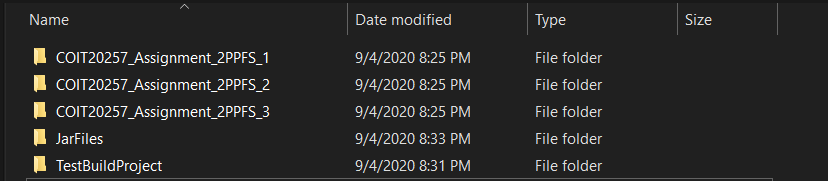 Name Date modified Type Size
COIT20257_Assignment_2PPFS_1 9/4/2020 8:25 PM File folder
COIT20257_Assignment_2PPFS_2 9/4/2020 8:25 PM File folder
COIT20257_Assignment_2PPFS_3 9/4/2020 8:25 PM File folder
JarFiles 9/4/2020 8:33 PM File folder
TestBuildProject 9/4/2020 8:31 PM File folder